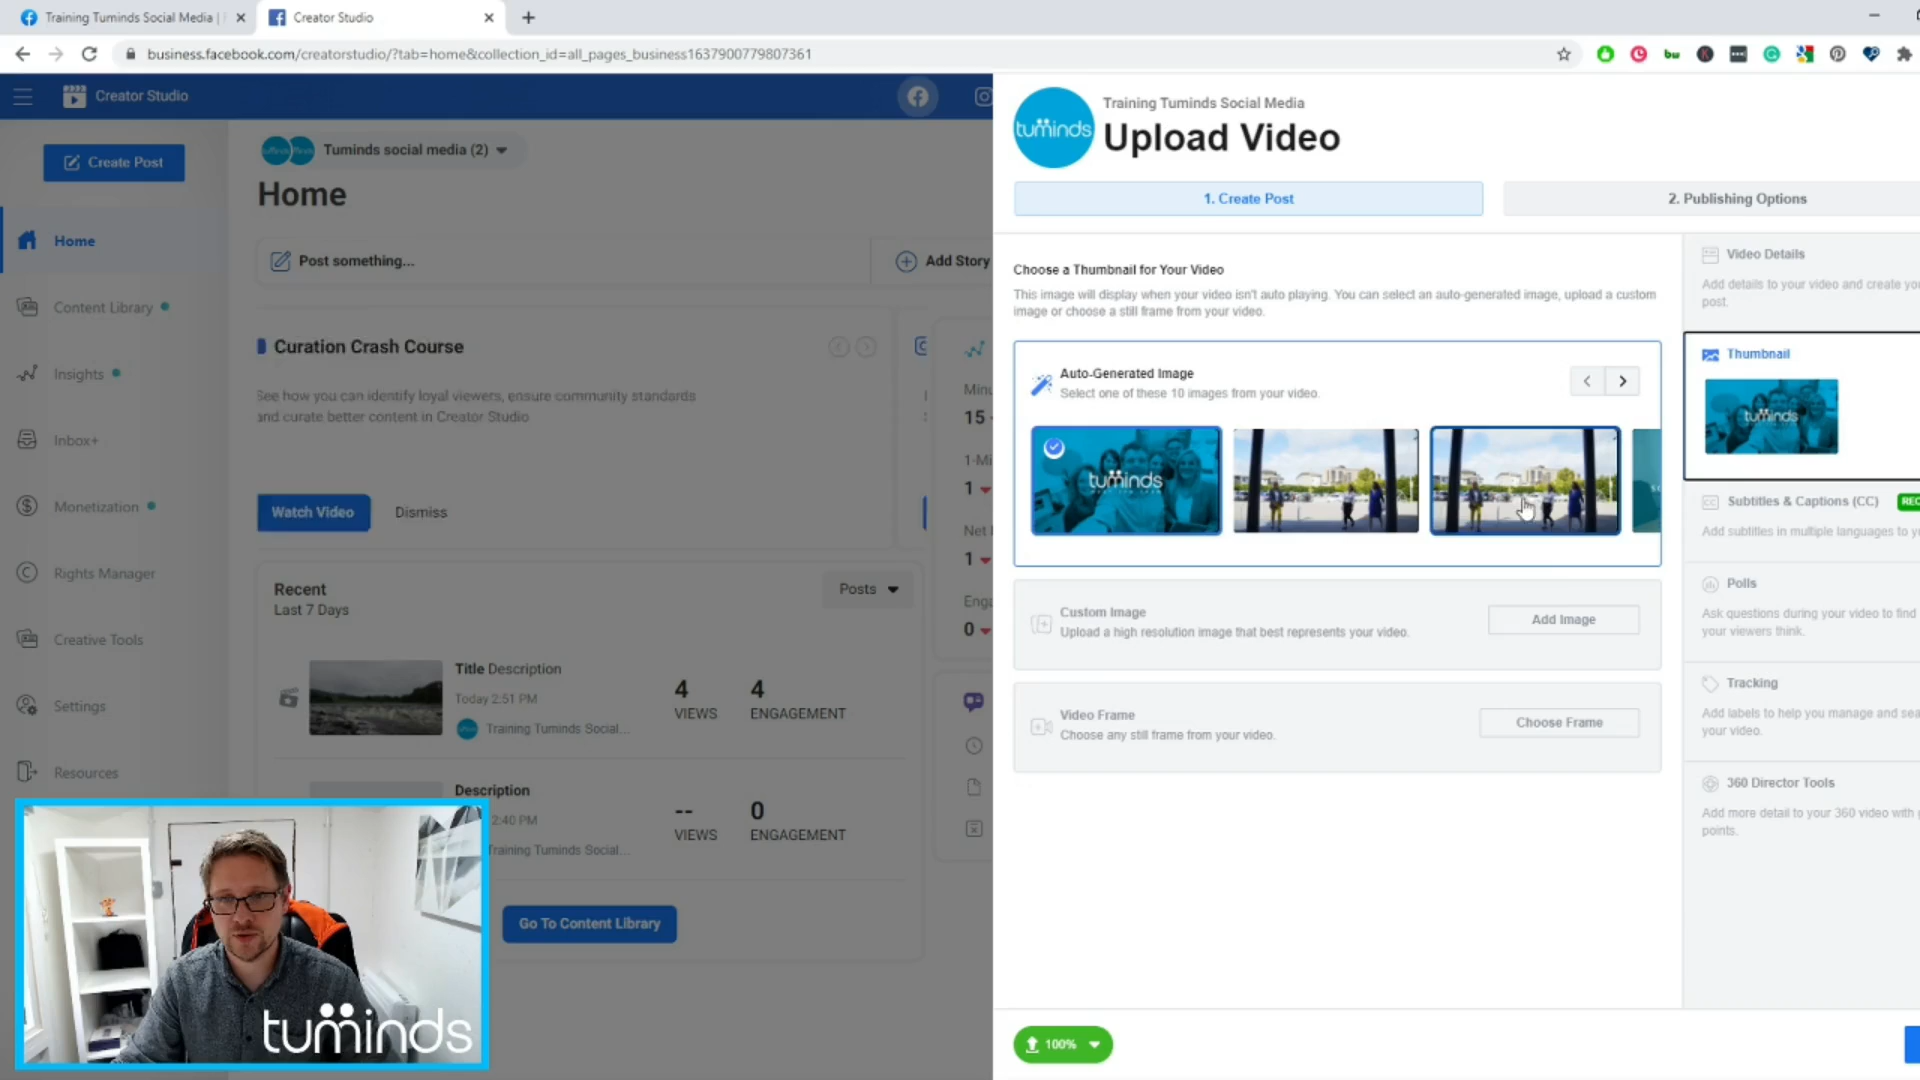 Training Tuminds Social Media |
Creator Studio
business.facebook.com/creatorstudio/?tab=home&collection_id=all_pages_business1637900779807361
Creator Studio
Create Post
Home
Content Library
Insights
Inbox+
Monetization
Rights Manager
Creative Tools
Settings
Resources
Tuminds social media (2)
Home
Post something...
Add Story
Curation Crash Course
See how you can identify loyal viewers, ensure community standards
and curate better content in Creator Studio
Watch Video
Dismiss
Minu
15
1-Mi
1
Net
1
Enga
0
Recent
Last 7 Days
Posts
Title Description
Today 2:51 PM
Training Tuminds Social...
4
VIEWS
4
ENGAGEMENT
Description
2:40 PM
Training Tuminds Social...
--
VIEWS
0
ENGAGEMENT
Go To Content Library
tuminds
tuminds
Training Tuminds Social Media
Upload Video
1. Create Post
2. Publishing Options
Choose a Thumbnail for Your Video
This image will display when your video isn't auto playing. You can select an auto-generated image, upload a custom
image or choose a still frame from your video.
Auto-Generated Image
Select one of these 10 images from your video.
tuminds
Custom Image
Upload a high resolution image that best represents your video.
Add Image
Video Frame
Choose any still frame from your video.
Choose Frame
Video Details
Add details to your video and create you
post.
Thumbnail
tuminds
Subtitles & Captions (CC)
REC
Add subtitles in multiple languages to yo
Polls
Ask questions during your video to find
your viewers think.
Tracking
Add labels to help you manage and sea
your video.
360 Director Tools
Add more detail to your 360 video with
points.
100%